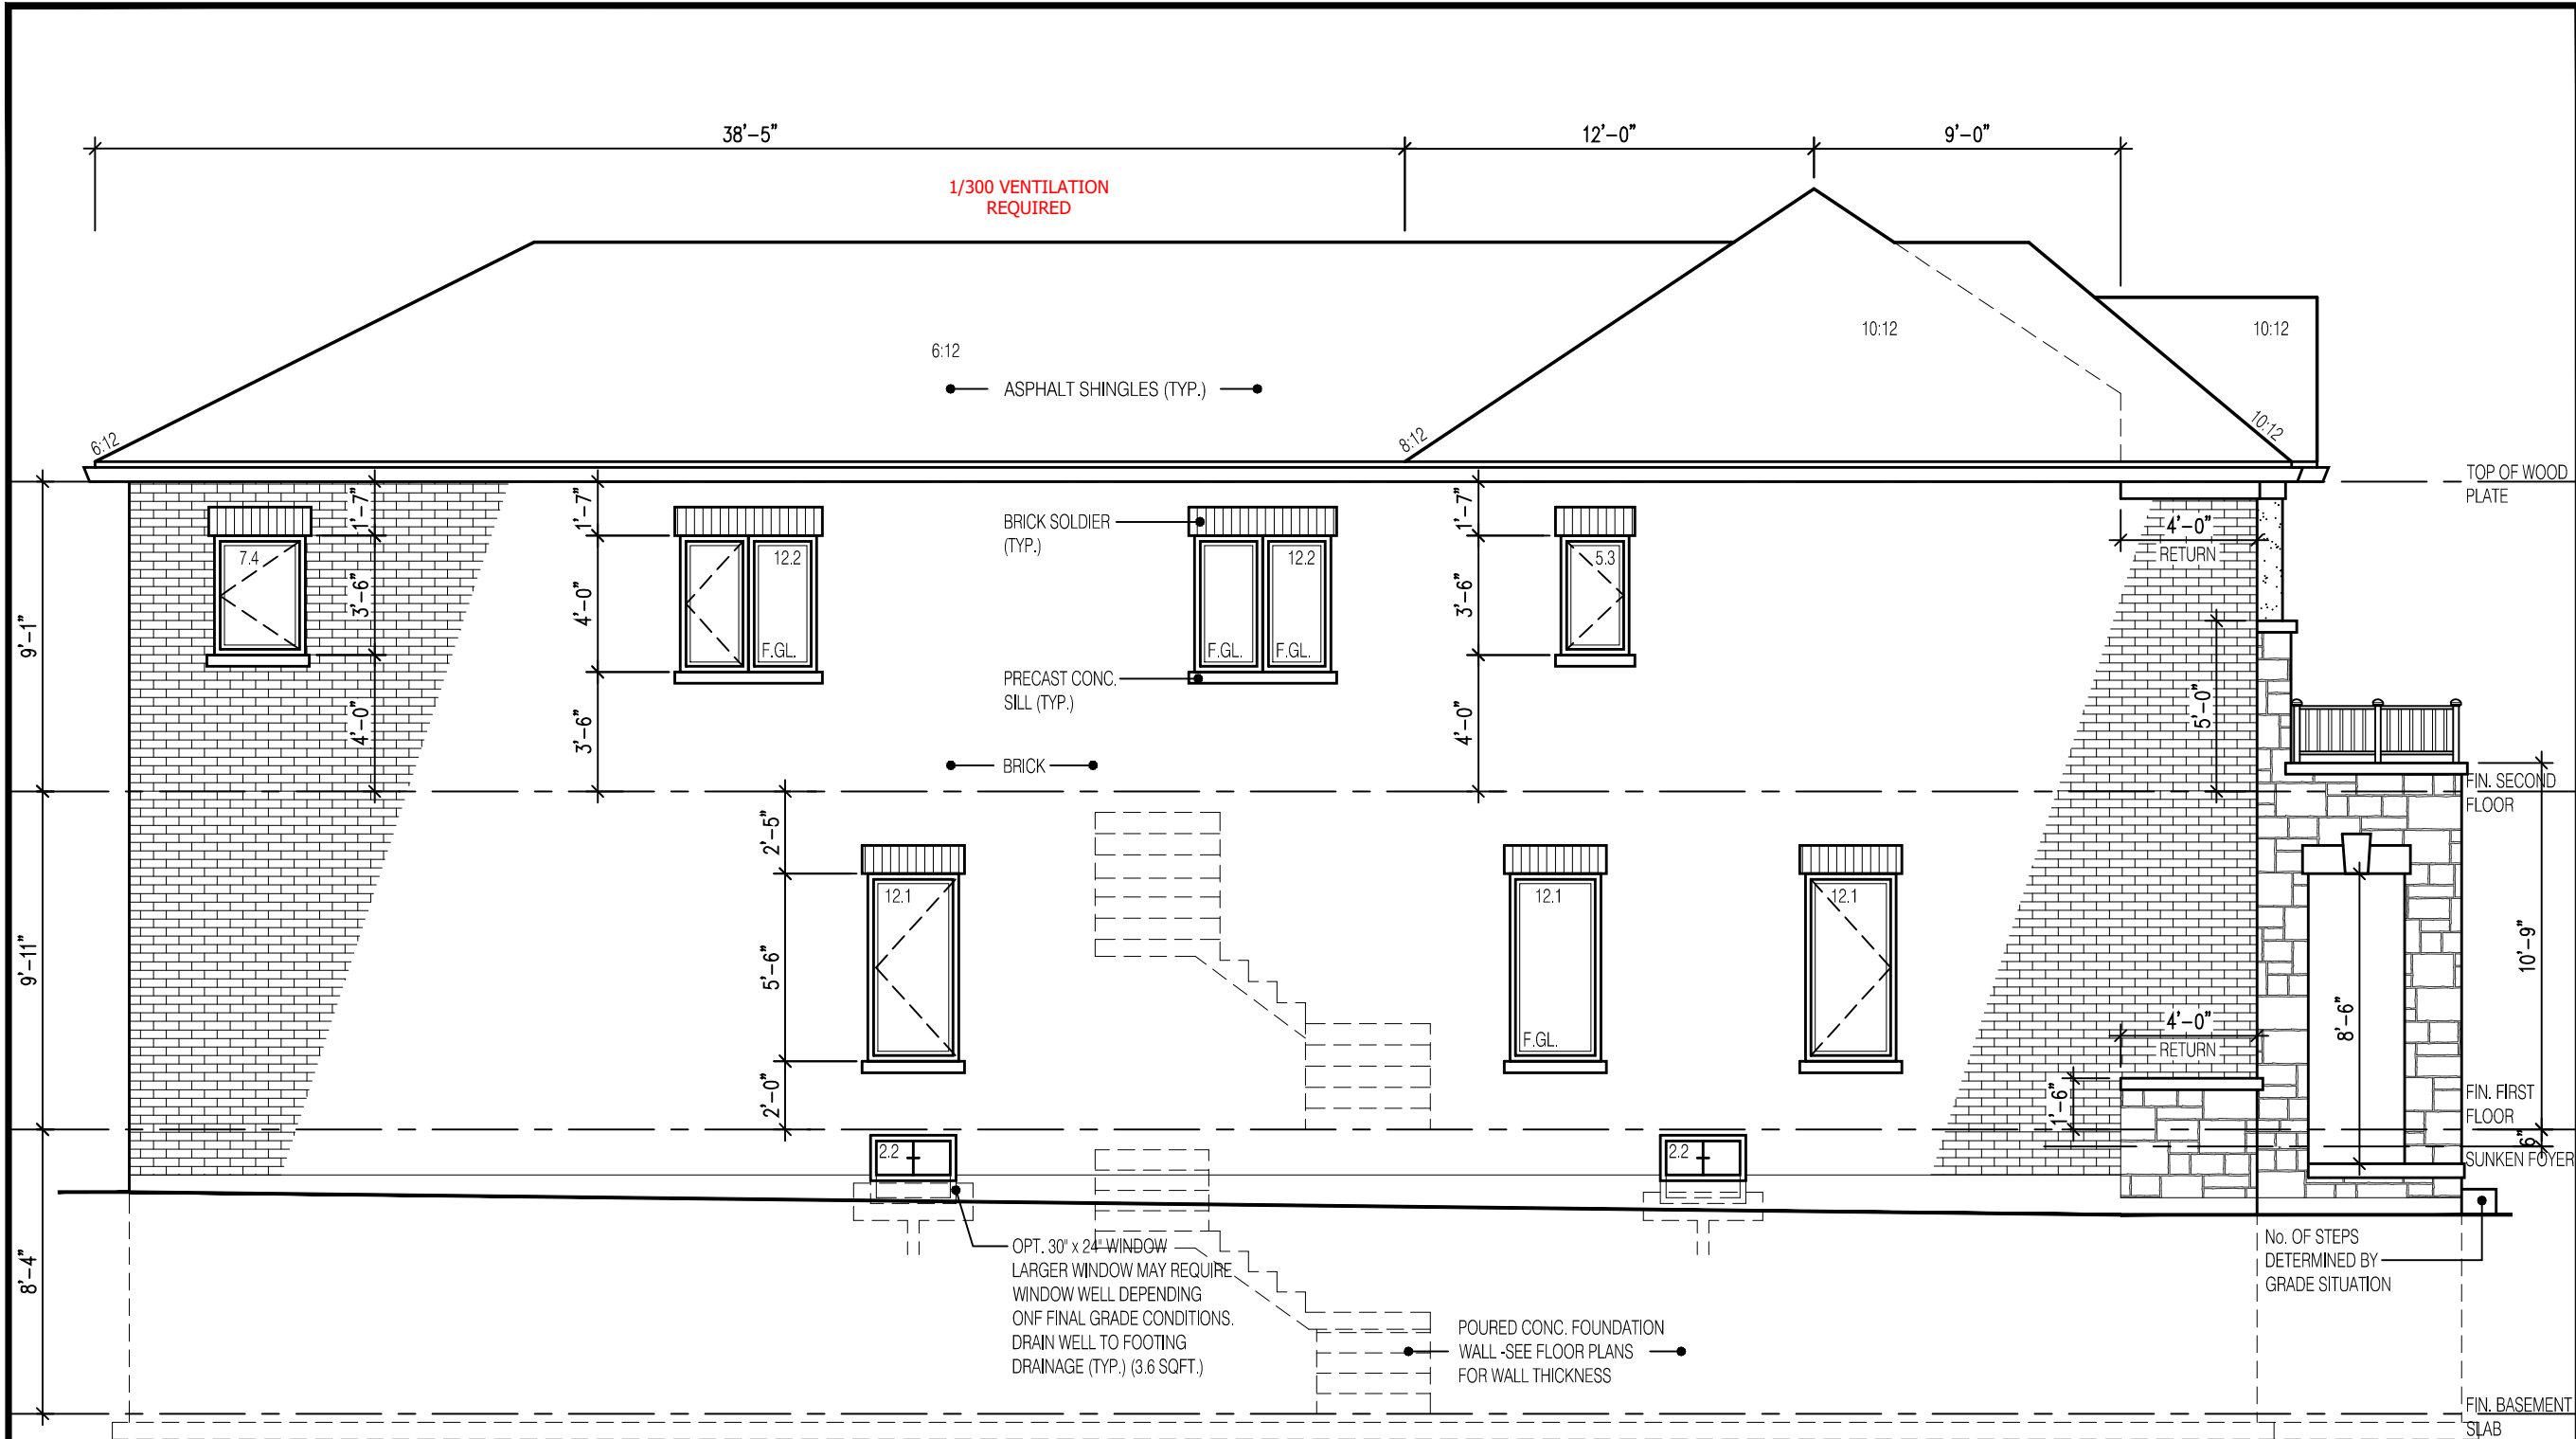 38'-5"
12'-0"
9'-0"
1/300 VENTILATION
REQUIRED
6:12
10:12
10:12
ASPHALT SHINGLES (TYP.)
6:12
8:12
10:12
TOP OF WOOD
PLATE
1'-7"
1'-7"
1'-7"
BRICK SOLDIER
(TYP.)
4'-0"
RETURN
7.4
12.2
12.2
5.3
3'-6"
4'-0"
3'-6"
9'-1"
F.GL.
F.GL.
F.GL.
PRECAST CONC.
SILL (TYP.)
4'-0"
3'-6"
4'-0"
5'-0"
BRICK
FIN. SECOND
FLOOR
2'-5"
12.1
12.1
12.1
9'-11"
5'-6"
10'-9"
8'-6"
F.GL.
4'-0"
RETURN
2'-0"
1'-6"
FIN. FIRST
FLOOR
6"
SUNKEN FOYER
2.2
2.2
8'-4"
OPT. 30" x 24" WINDOW
LARGER WINDOW MAY REQUIRE
WINDOW WELL DEPENDING
ONF FINAL GRADE CONDITIONS.
DRAIN WELL TO FOOTING
DRAINAGE (TYP.) (3.6 SQFT.)
No. OF STEPS
DETERMINED BY
GRADE SITUATION
POURED CONC. FOUNDATION
WALL -SEE FLOOR PLANS
FOR WALL THICKNESS
FIN. BASEMENT
SLAB